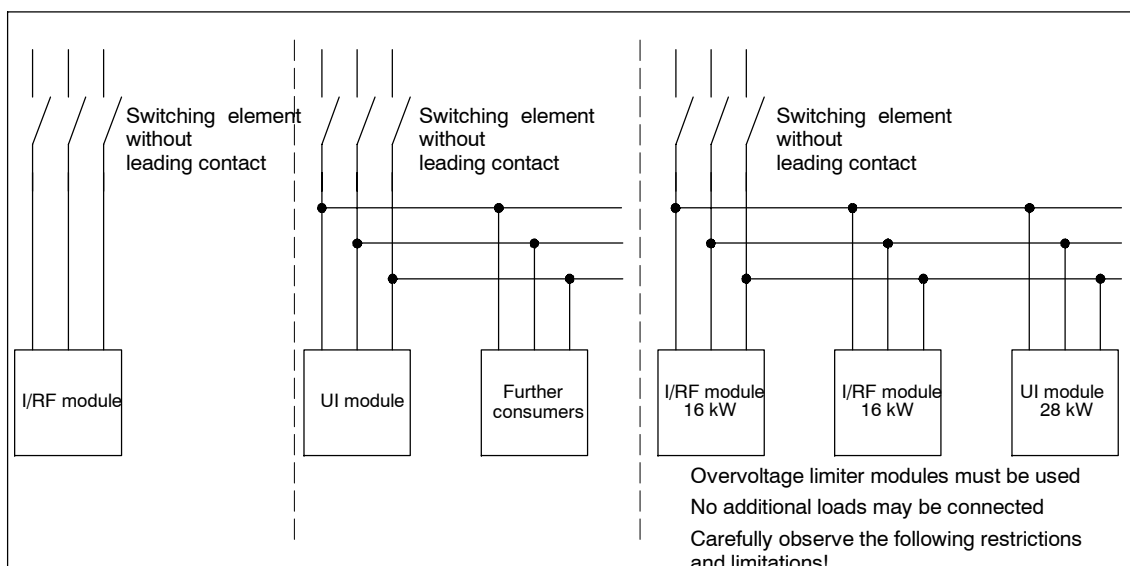 Switching element
without
leading contact
Switching element
without
leading contact
Switching element
without
leading contact
I/RF module
UI module
Further
consumers
I/RF module
16 kW
I/RF module
16 kW
UI module
28 kW
Overvoltage limiter modules must be used
No additional loads may be connected
Carefully observe the following restrictions
and limitations!